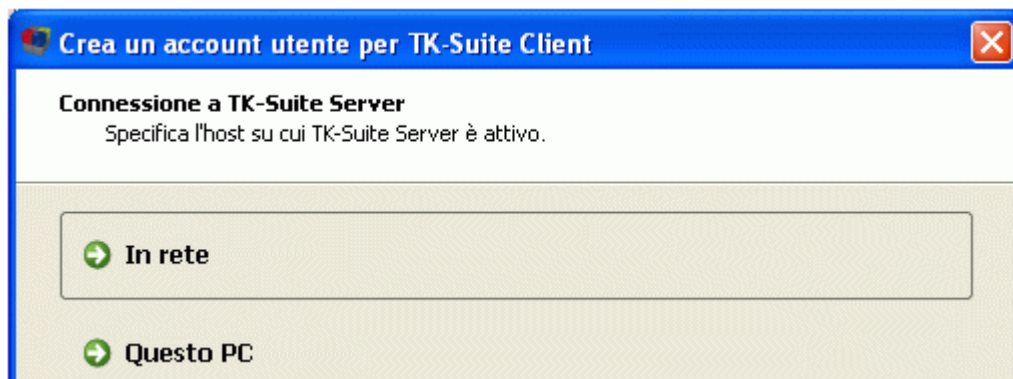 Crea un account utente per TK-Suite Client
Connessione a TK-Suite Server
Specifica l'host su cui TK-Suite Server è attivo.
In rete
Questo PC